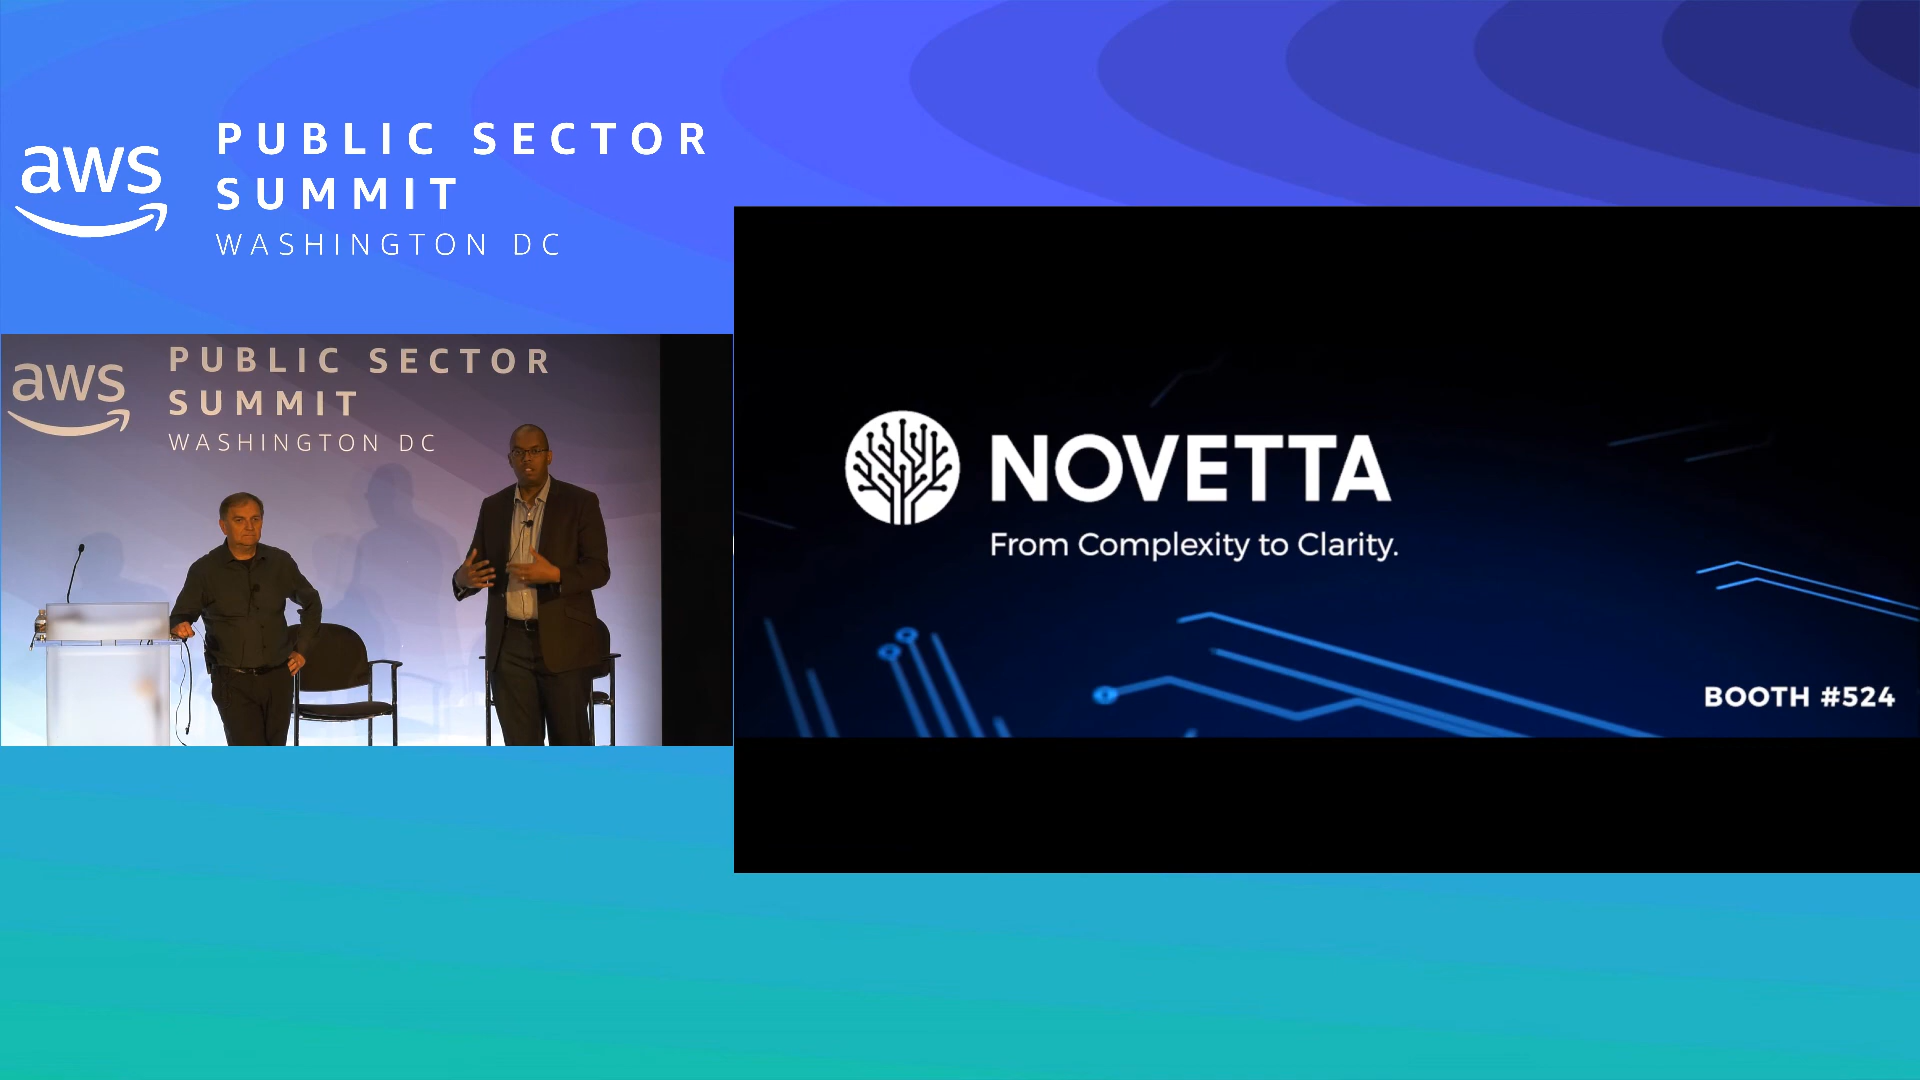 aws
PUBLIC SECTOR
SUMMIT
WASHINGTON DC
aws
PUBLIC SECTOR
SUMMIT
WASHINGTON DC
NOVETTA
From Complexity to Clarity.
BOOTH #524